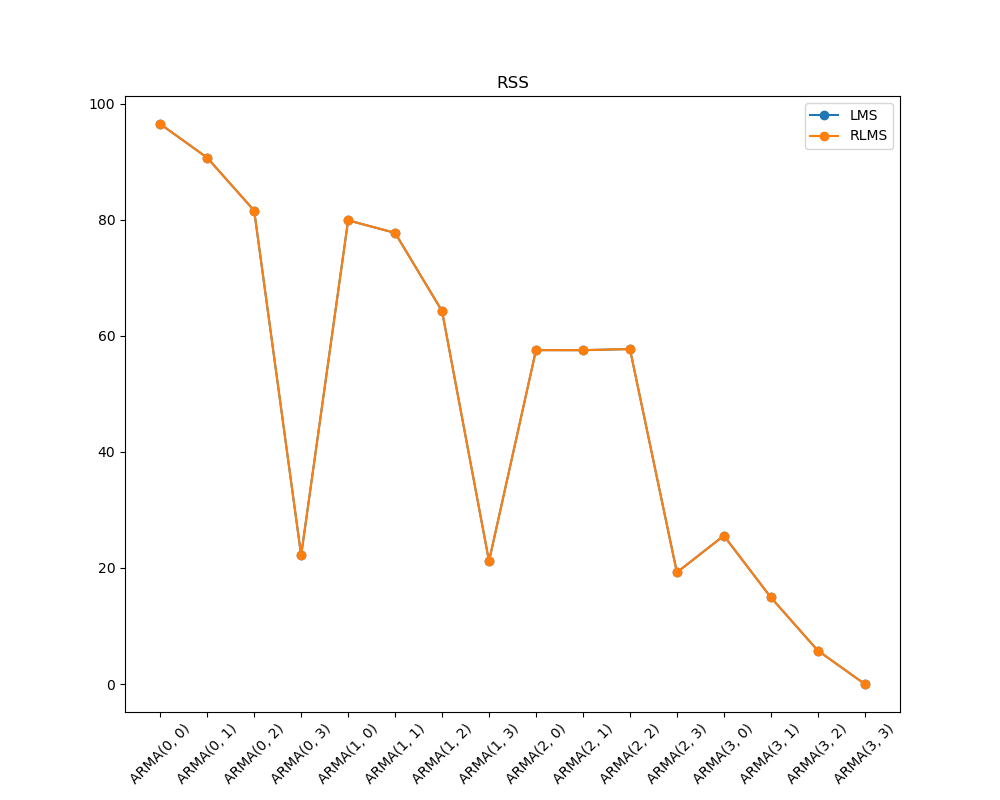 RSS
100
80
60
40
20
0
LMS
RLMS
ARMA(0, 0)
ARMA(0, 1)
ARMA(0, 2)
ARMA(0, 3)
ARMA(1, 0)
ARMA(1, 1)
ARMA(1, 2)
ARMA(1, 3)
ARMA(2, 0)
ARMA(2, 1)
ARMA(2, 2)
ARMA(2, 3)
ARMA(3, 0)
ARMA(3, 1)
ARMA(3, 2)
ARMA(3, 3)